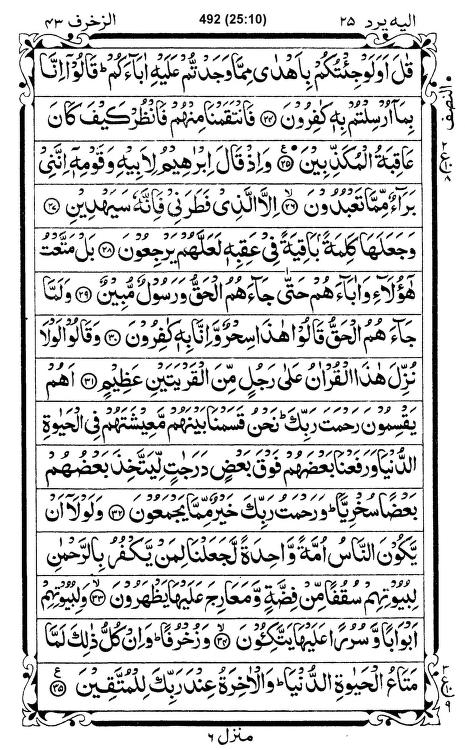 اليه يرد ٢٥ 492 (25:10) الزخرف ٤٣
قٰلَ اَوَلَوْ جِئْتُكُمْ بِاَهْدٰى مِمَّا وَجَدْتُّمْ عَلَيْهِ اٰبَآءَكُمْ ؕ قَالُوْۤا اِنَّا
بِمَاۤ اُرْسِلْتُمْ بِهٖ كٰفِرُوْنَ ﴿۲۴﴾ فَانْتَقَمْنَا مِنْهُمْ فَانْظُرْ كَيْفَ كَانَ
عَاقِبَةُ الْمُكَذِّبِيْنَ ﴿۲۵﴾ ع وَاِذْ قَالَ اِبْرٰهِيْمُ لِاَبِيْهِ وَقَوْمِهٖۤ اِنَّنِيْ
بَرَآءٌ مِّمَّا تَعْبُدُوْنَ ﴿۲۶﴾ اِلَّا الَّذِيْ فَطَرَنِيْ فَاِنَّهٗ سَيَهْدِيْنِ ﴿۲۷﴾
وَجَعَلَهَا كَلِمَةًۢ بَاقِيَةً فِيْ عَقِبِهٖ لَعَلَّهُمْ يَرْجِعُوْنَ ﴿۲۸﴾ بَلْ مَتَّعْتُ
هٰۤؤُلَآءِ وَاٰبَآءَهُمْ حَتّٰى جَآءَهُمُ الْحَقُّ وَرَسُوْلٌ مُّبِيْنٌ ﴿۲۹﴾ وَلَمَّا
جَآءَهُمُ الْحَقُّ قَالُوْا هٰذَا سِحْرٌ وَّاِنَّا بِهٖ كٰفِرُوْنَ ﴿۳۰﴾ وَقَالُوْا لَوْلَا
نُزِّلَ هٰذَا الْقُرْاٰنُ عَلٰى رَجُلٍ مِّنَ الْقَرْيَتَيْنِ عَظِيْمٍ ﴿۳۱﴾ اَهُمْ
يَقْسِمُوْنَ رَحْمَتَ رَبِّكَ ؕ نَحْنُ قَسَمْنَا بَيْنَهُمْ مَّعِيْشَتَهُمْ فِي الْحَيٰوةِ
الدُّنْيَا وَرَفَعْنَا بَعْضَهُمْ فَوْقَ بَعْضٍ دَرَجٰتٍ لِّيَتَّخِذَ بَعْضُهُمْ
بَعْضًا سُخْرِيًّا ؕ وَرَحْمَتُ رَبِّكَ خَيْرٌ مِّمَّا يَجْمَعُوْنَ ﴿۳۲﴾ وَلَوْلَاۤ اَنْ
يَّكُوْنَ النَّاسُ اُمَّةً وَّاحِدَةً لَّجَعَلْنَا لِمَنْ يَّكْفُرُ بِالرَّحْمٰنِ
لِبُيُوْتِهِمْ سُقُفًا مِّنْ فِضَّةٍ وَّمَعَارِجَ عَلَيْهَا يَظْهَرُوْنَ ﴿۳۳﴾ وَلِبُيُوْتِهِمْ
اَبْوَابًا وَّسُرُرًا عَلَيْهَا يَتَّكِـُٔوْنَ ﴿۳۴﴾ وَزُخْرُفًا ؕ وَاِنْ كُلُّ ذٰلِكَ لَمَّا
مَتَاعُ الْحَيٰوةِ الدُّنْيَا ؕ وَالْاٰخِرَةُ عِنْدَ رَبِّكَ لِلْمُتَّقِيْنَ ﴿۳۵﴾ ع
النصف
٢ ع ٨
٣ ع ٩
منزل ٦